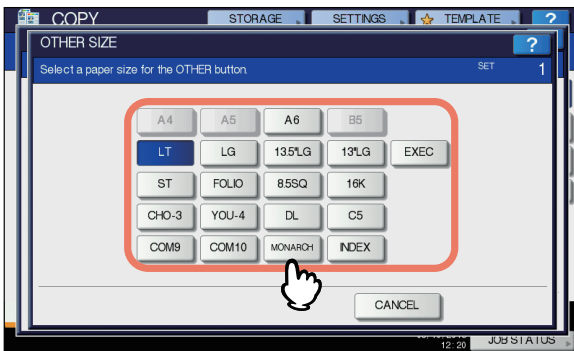 COPY STORAGE SETTINGS TEMPLATE ?
OTHER SIZE ?
Select a paper size for the OTHER button. SET 1
A4 A5 A6 B5
LT LG 13.5"LG 13"LG EXEC
ST FOLIO 8.5SQ 16K
CHO-3 YOU-4 DL C5
COM9 COM10 MONARCH INDEX
CANCEL
12:20 JOB STATUS